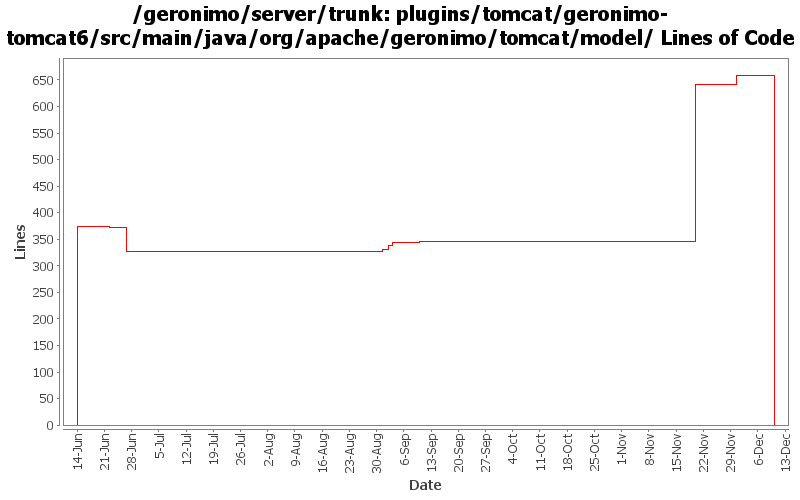 /geronimo/server/trunk: plugins/tomcat/geronimo-
tomcat6/src/main/java/org/apache/geronimo/tomcat/model/ Lines of Code
650
600
550
500
450
400
350
300
250
200
150
100
50
0
Lines
14-Jun
21-Jun
28-Jun
5-Jul
12-Jul
19-Jul
26-Jul
2-Aug
9-Aug
16-Aug
23-Aug
30-Aug
6-Sep
13-Sep
20-Sep
27-Sep
4-Oct
11-Oct
18-Oct
25-Oct
1-Nov
8-Nov
15-Nov
22-Nov
29-Nov
6-Dec
13-Dec
Date